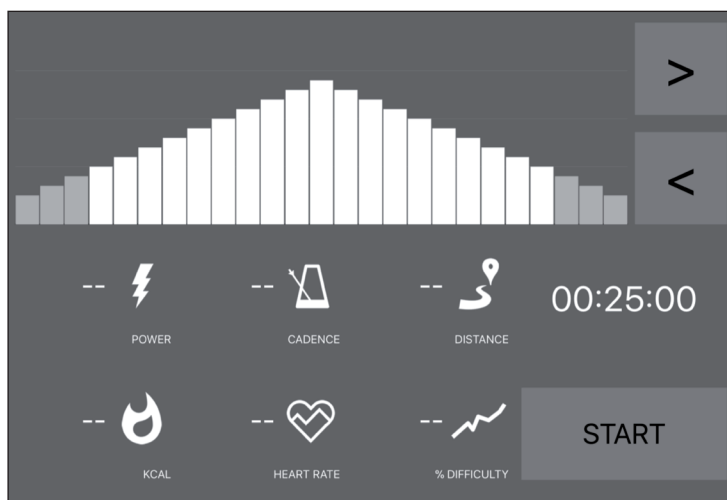 >
<
--
--
--
00:25:00
POWER
CADENCE
DISTANCE
--
--
--
START
KCAL
HEART RATE
% DIFFICULTY